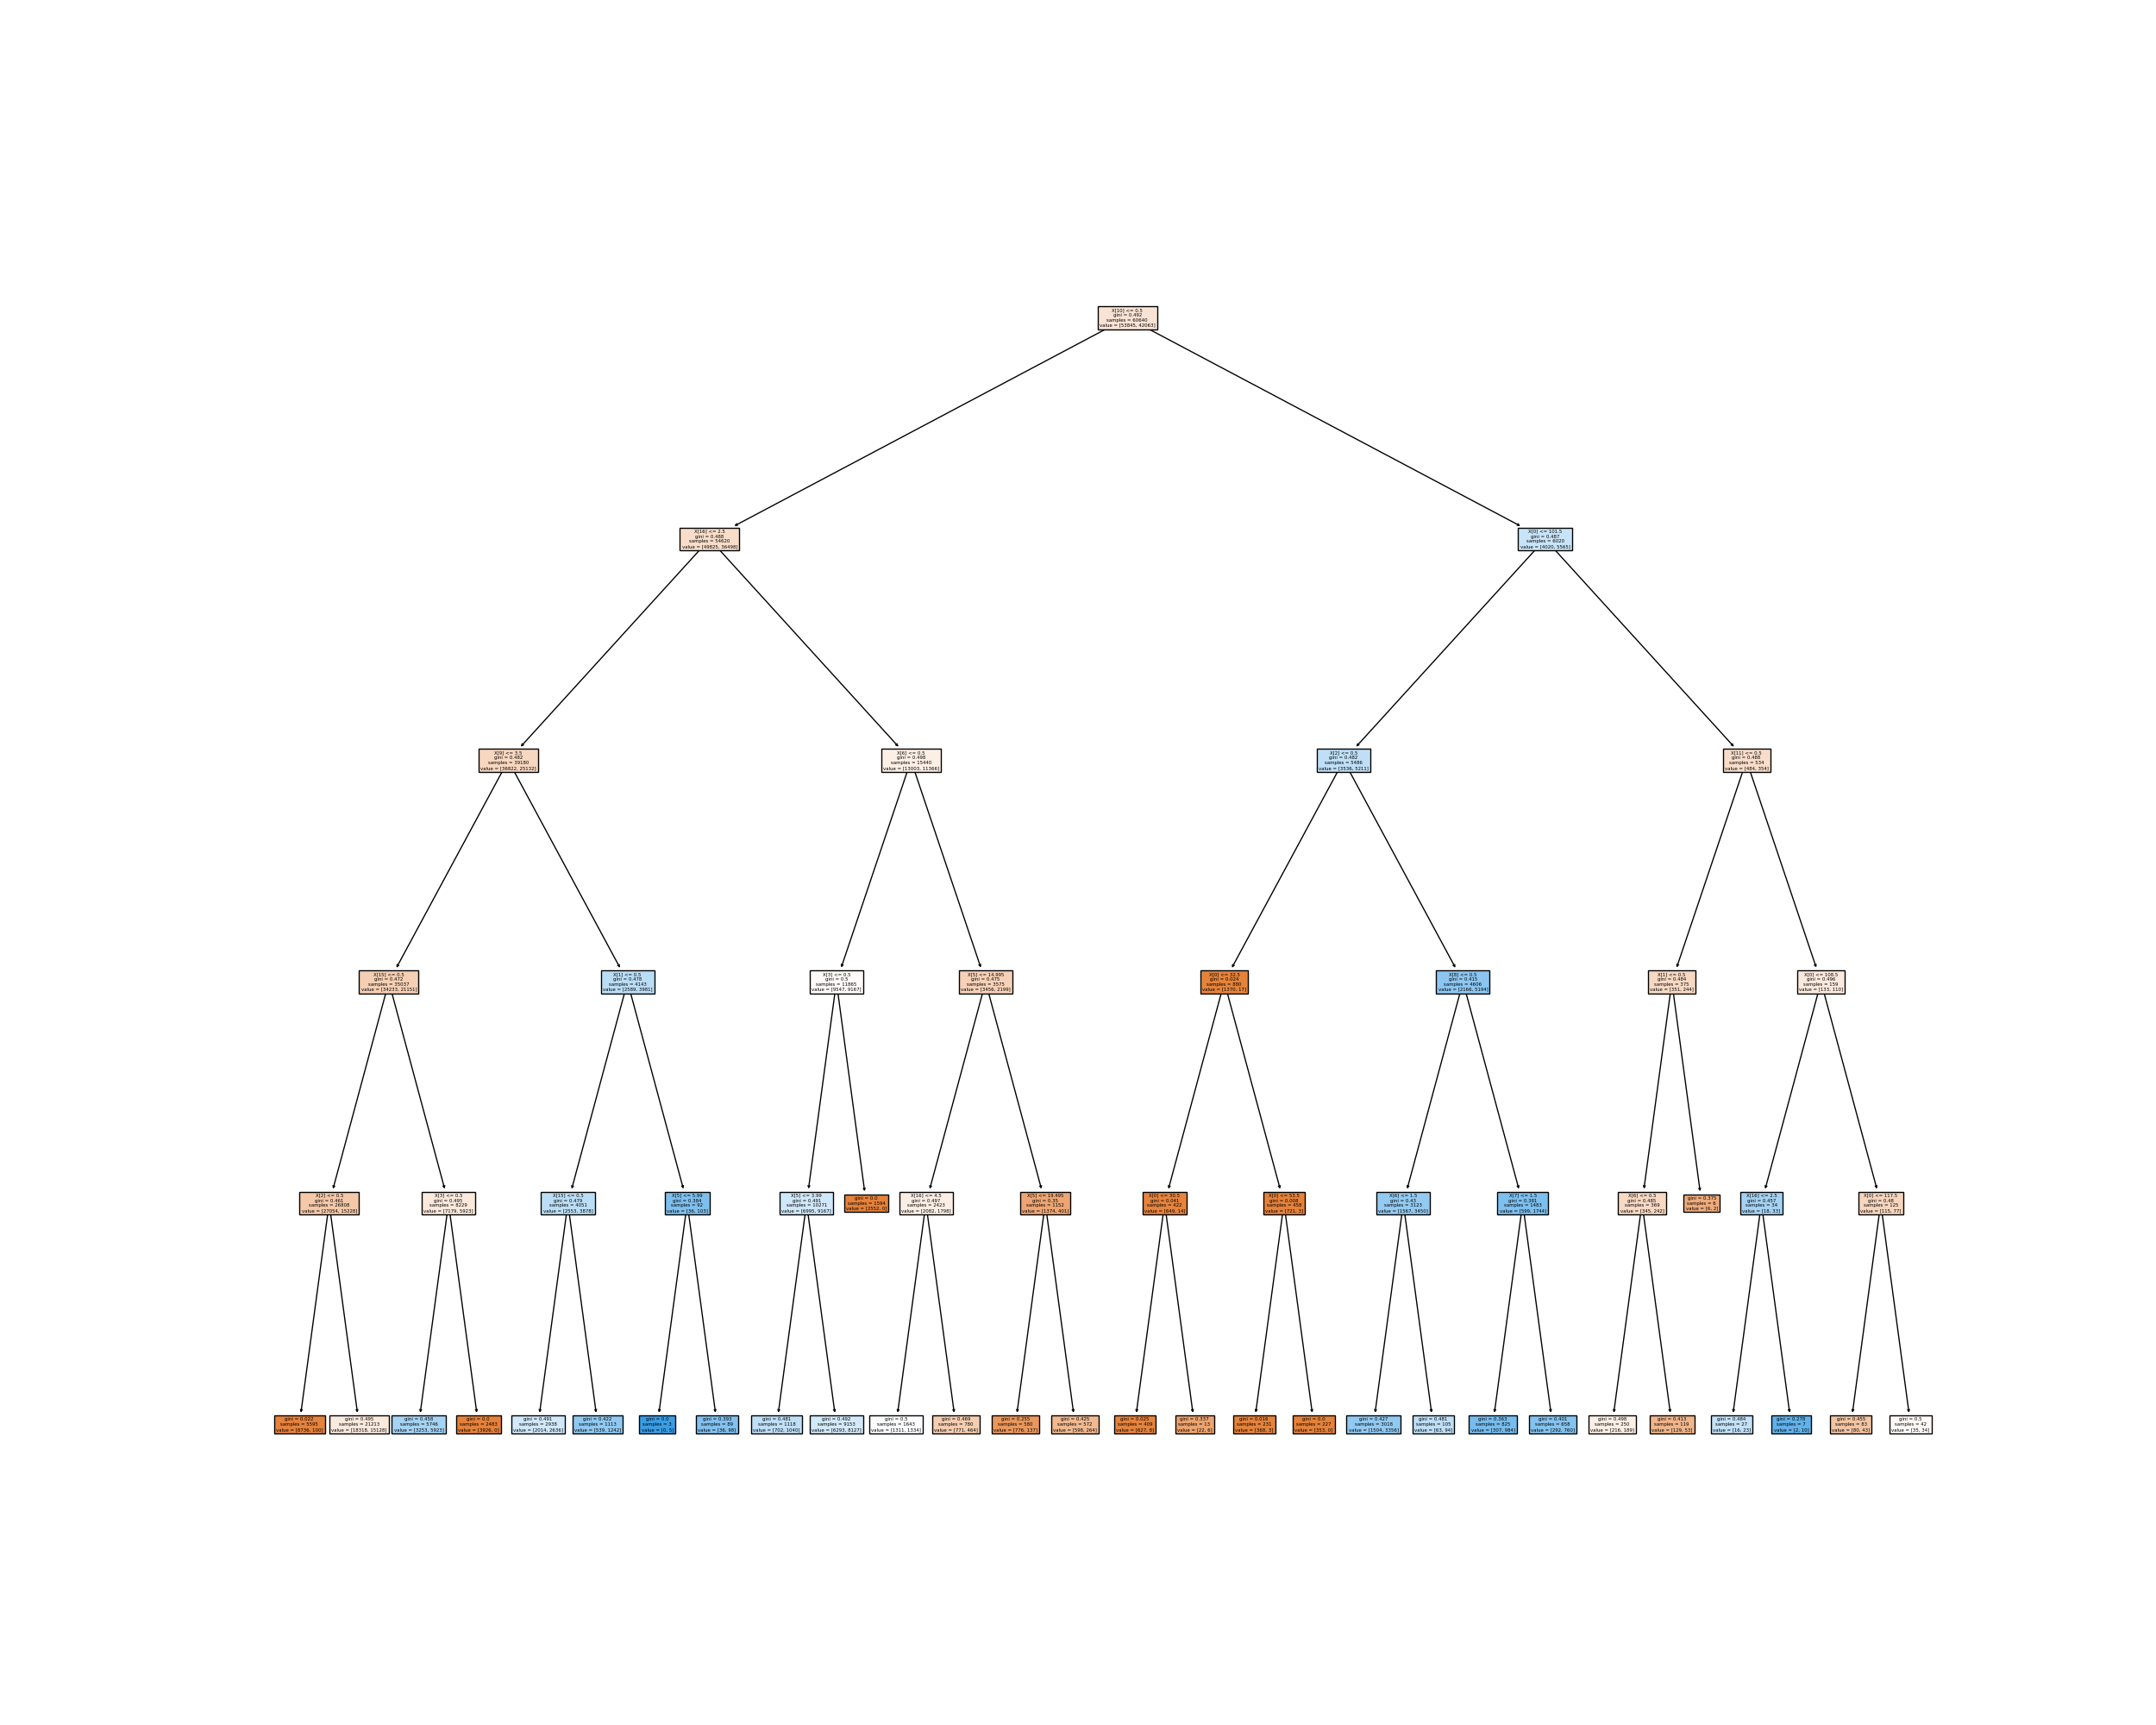 X[10] <= 0.5
gini = 0.492
samples = 60640
value = [53845, 42063]
X[16] <= 2.5
gini = 0.488
samples = 54620
value = [49825, 36498]
X[0] <= 101.5
gini = 0.487
samples = 6020
value = [4020, 5565]
X[9] <= 3.5
gini = 0.482
samples = 39180
value = [36822, 25132]
X[6] <= 0.5
gini = 0.498
samples = 15440
value = [13003, 11366]
X[2] <= 0.5
gini = 0.482
samples = 5486
value = [3536, 5211]
X[11] <= 0.5
gini = 0.488
samples = 534
value = [484, 354]
X[15] <= 0.5
gini = 0.472
samples = 35037
value = [34233, 21151]
X[1] <= 0.5
gini = 0.478
samples = 4143
value = [2589, 3981]
X[3] <= 0.5
gini = 0.5
samples = 11865
value = [9547, 9167]
X[5] <= 14.995
gini = 0.475
samples = 3575
value = [3456, 2199]
X[0] <= 32.5
gini = 0.024
samples = 880
value = [1370, 17]
X[8] <= 0.5
gini = 0.415
samples = 4606
value = [2166, 5194]
X[1] <= 0.5
gini = 0.484
samples = 375
value = [351, 244]
X[0] <= 108.5
gini = 0.496
samples = 159
value = [133, 110]
X[2] <= 0.5
gini = 0.461
samples = 26808
value = [27054, 15228]
X[3] <= 0.5
gini = 0.495
samples = 8229
value = [7179, 5923]
X[15] <= 0.5
gini = 0.479
samples = 4051
value = [2553, 3878]
X[5] <= 5.99
gini = 0.384
samples = 92
value = [36, 103]
X[5] <= 3.99
gini = 0.491
samples = 10271
value = [6995, 9167]
gini = 0.0
samples = 1594
value = [2552, 0]
X[16] <= 4.5
gini = 0.497
samples = 2423
value = [2082, 1798]
X[5] <= 19.495
gini = 0.35
samples = 1152
value = [1374, 401]
X[0] <= 30.5
gini = 0.041
samples = 422
value = [649, 14]
X[0] <= 53.5
gini = 0.008
samples = 458
value = [721, 3]
X[6] <= 1.5
gini = 0.43
samples = 3123
value = [1567, 3450]
X[7] <= 1.5
gini = 0.381
samples = 1483
value = [599, 1744]
X[6] <= 0.5
gini = 0.485
samples = 369
value = [345, 242]
gini = 0.375
samples = 6
value = [6, 2]
X[16] <= 2.5
gini = 0.457
samples = 34
value = [18, 33]
X[0] <= 117.5
gini = 0.48
samples = 125
value = [115, 77]
gini = 0.022
samples = 5595
value = [8736, 100]
gini = 0.495
samples = 21213
value = [18318, 15128]
gini = 0.458
samples = 5746
value = [3253, 5923]
gini = 0.0
samples = 2483
value = [3926, 0]
gini = 0.491
samples = 2938
value = [2014, 2636]
gini = 0.422
samples = 1113
value = [539, 1242]
gini = 0.0
samples = 3
value = [0, 5]
gini = 0.393
samples = 89
value = [36, 98]
gini = 0.481
samples = 1118
value = [702, 1040]
gini = 0.492
samples = 9153
value = [6293, 8127]
gini = 0.5
samples = 1643
value = [1311, 1334]
gini = 0.469
samples = 780
value = [771, 464]
gini = 0.255
samples = 580
value = [776, 137]
gini = 0.425
samples = 572
value = [598, 264]
gini = 0.025
samples = 409
value = [627, 8]
gini = 0.337
samples = 13
value = [22, 6]
gini = 0.016
samples = 231
value = [368, 3]
gini = 0.0
samples = 227
value = [353, 0]
gini = 0.427
samples = 3018
value = [1504, 3356]
gini = 0.481
samples = 105
value = [63, 94]
gini = 0.363
samples = 825
value = [307, 984]
gini = 0.401
samples = 658
value = [292, 760]
gini = 0.498
samples = 250
value = [216, 189]
gini = 0.413
samples = 119
value = [129, 53]
gini = 0.484
samples = 27
value = [16, 23]
gini = 0.278
samples = 7
value = [2, 10]
gini = 0.455
samples = 83
value = [80, 43]
gini = 0.5
samples = 42
value = [35, 34]